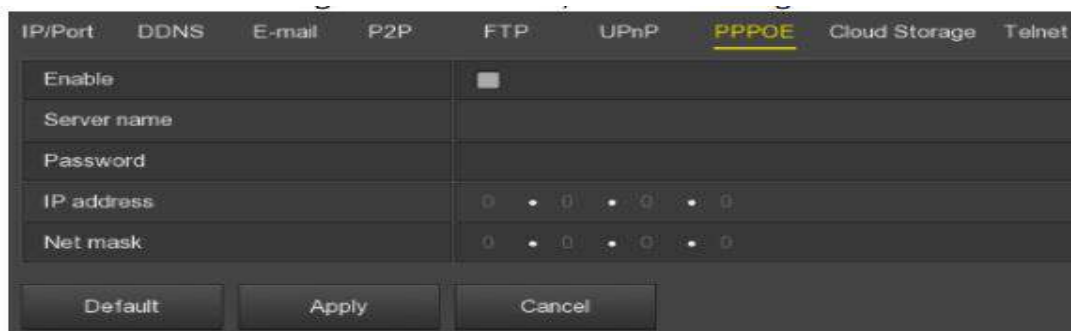 IP/Port DDNS E-mail P2P FTP UPnP PPPOE Cloud Storage Telnet
Enable
Server name
Password
IP address 0 • 0 • 0 • 0
Net mask 0 • 0 • 0 • 0
Default Apply Cancel